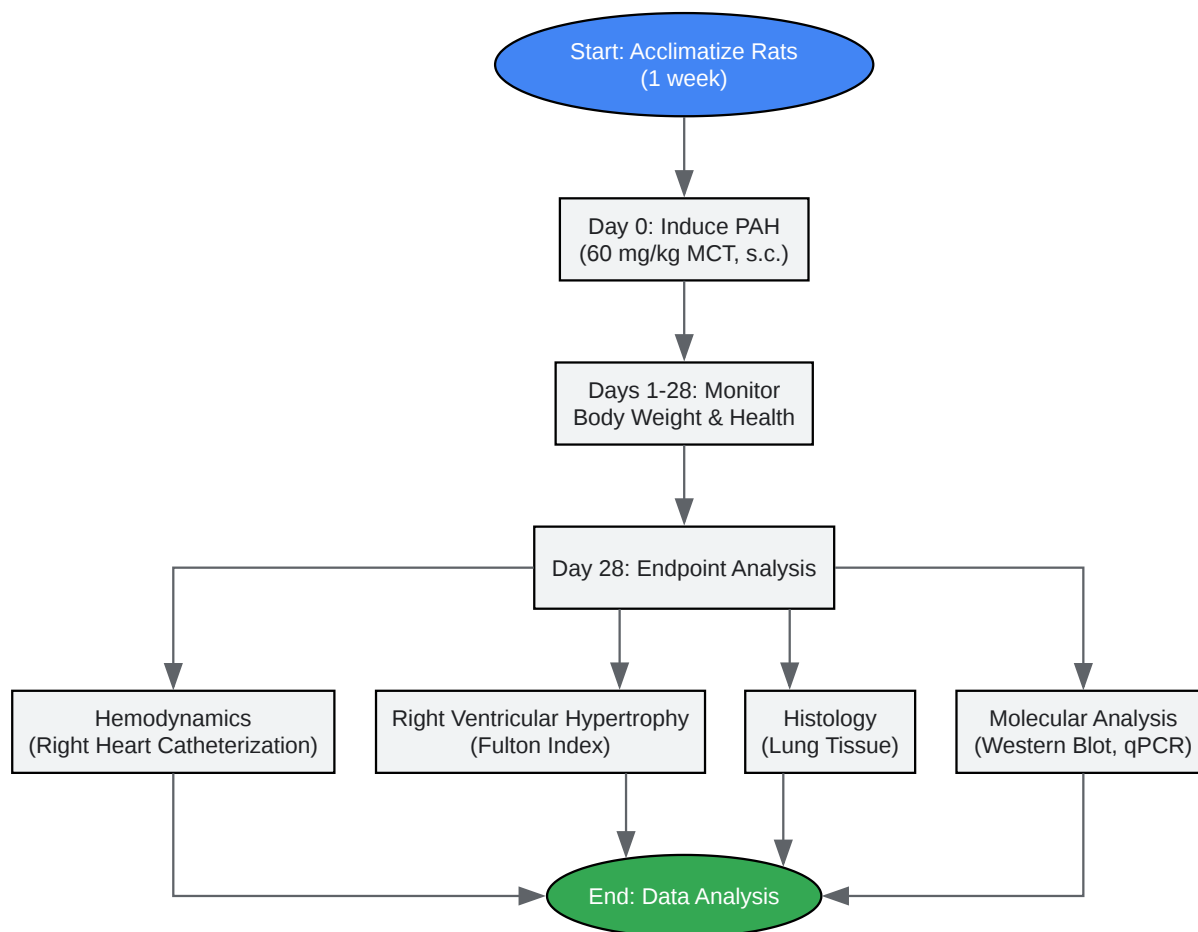 Start: Acclimatize Rats
(1 week)
Day 0: Induce PAH
(60 mg/kg MCT, s.c.)
Days 1-28: Monitor
Body Weight & Health
Day 28: Endpoint Analysis
Hemodynamics
(Right Heart Catheterization)
Right Ventricular Hypertrophy
(Fulton Index)
Histology
(Lung Tissue)
Molecular Analysis
(Western Blot, qPCR)
End: Data Analysis